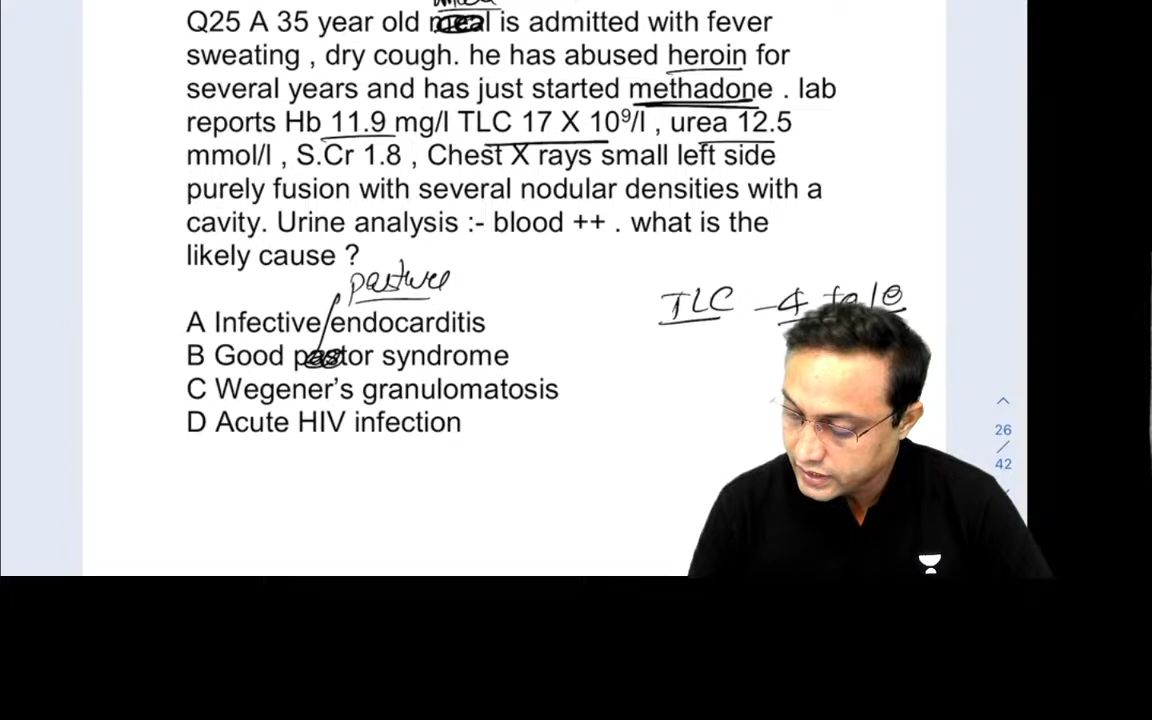 Q25 A 35 year old is admitted with fever
sweating , dry cough. he has abused heroin for
several years and has just started methadone . lab
reports Hb 11.9 mg/l TLC 17 X 10⁹/l , urea 12.5
mmol/l , S.Cr 1.8 , Chest X rays small left side
purely fusion with several nodular densities with a
cavity. Urine analysis :- blood ++ . what is the
likely cause ?
pasture
TLC – 4
A Infective endocarditis
B Good pastor syndrome
C Wegener's granulomatosis
D Acute HIV infection
26
/
42